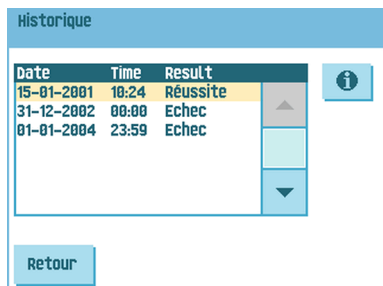 Historique
Date Time Result
15-01-2001 10:24 Réussite
31-12-2002 00:00 Echec
01-01-2004 23:59 Echec
Retour